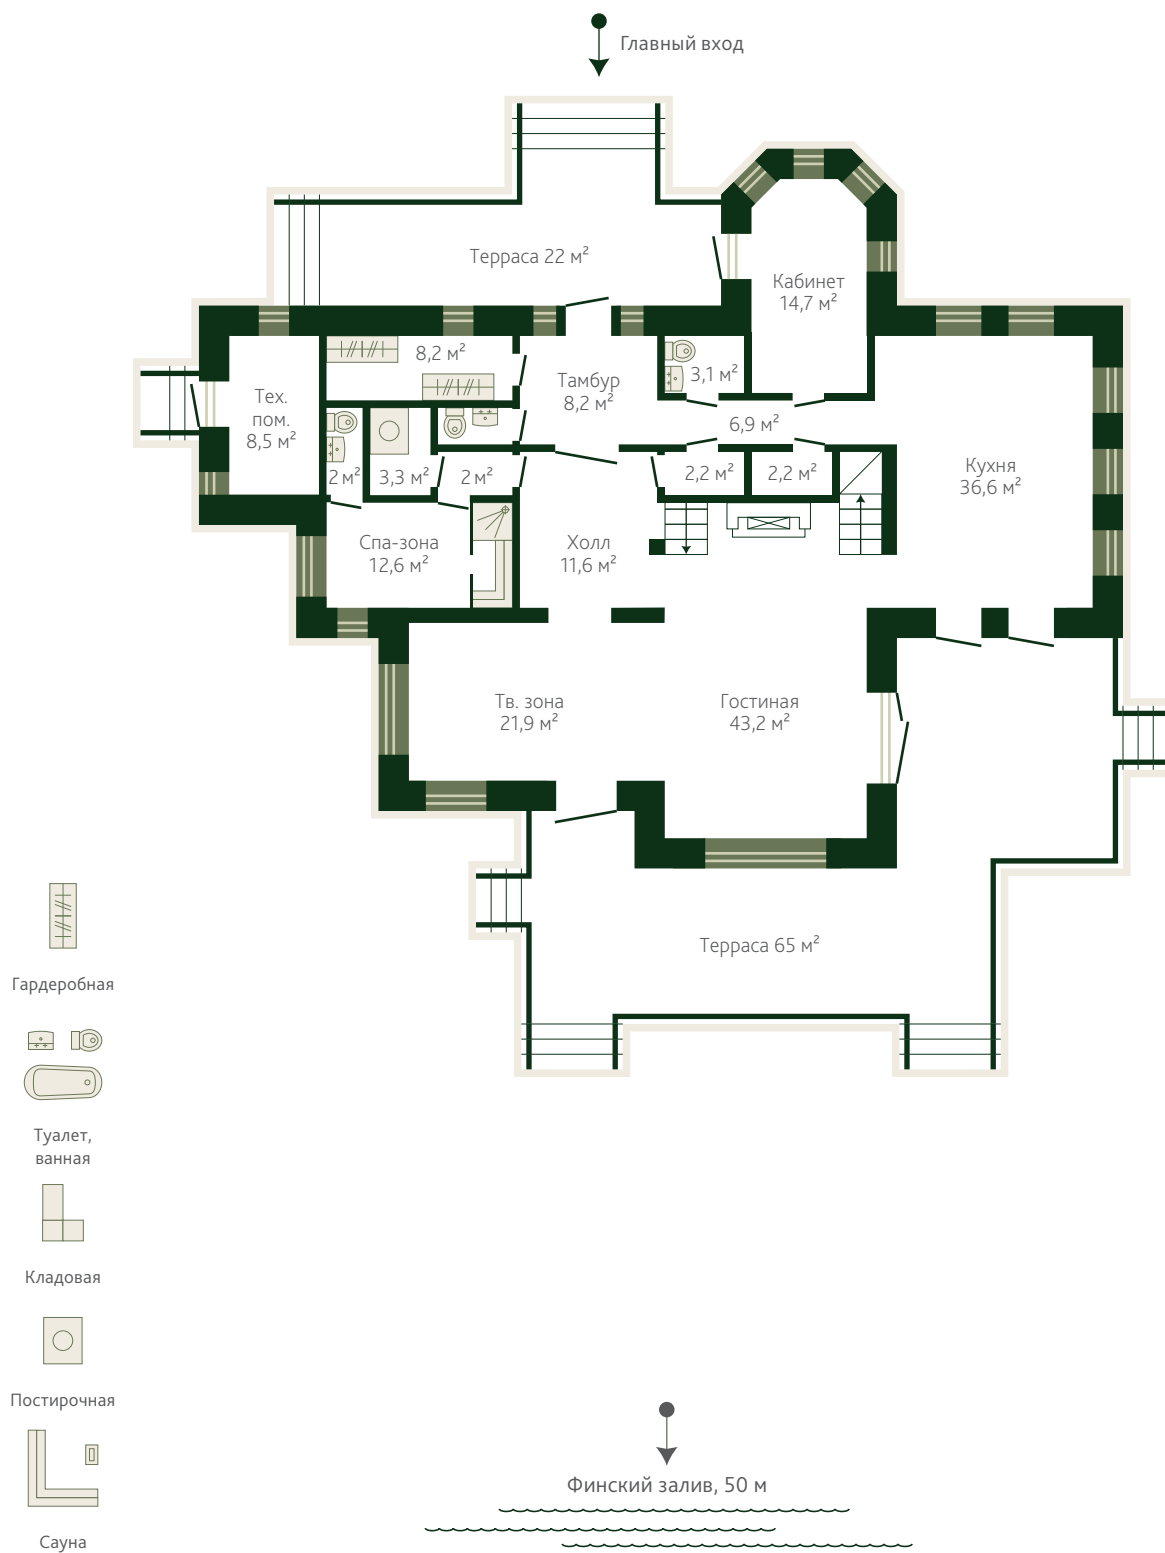 Главный вход
Терраса 22 м²
Кабинет
14,7 м²
8,2 м²
Тамбур
8,2 м²
3,1 м²
Тех.
пом.
8,5 м²
6,9 м²
Кухня
36,6 м²
2 м²
3,3 м²
2 м²
2,2 м²
2,2 м²
Спа-зона
12,6 м²
Холл
11,6 м²
Тв. зона
21,9 м²
Гостиная
43,2 м²
Терраса 65 м²
Гардеробная
Туалет,
ванная
Кладовая
Постирочная
Сауна
Финский залив, 50 м